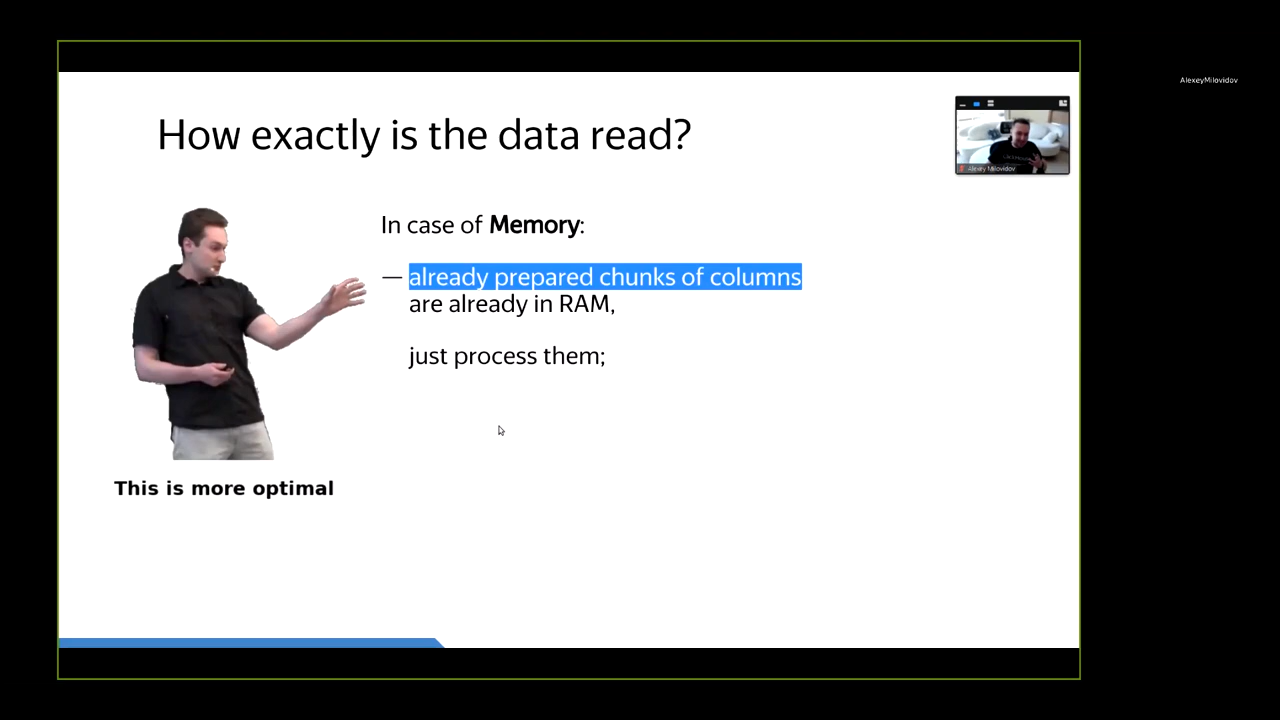 AlexeyMilovidov
How exactly is the data read?
Alexey Milovidov
In case of Memory:
— already prepared chunks of columns
are already in RAM,
just process them;
This is more optimal